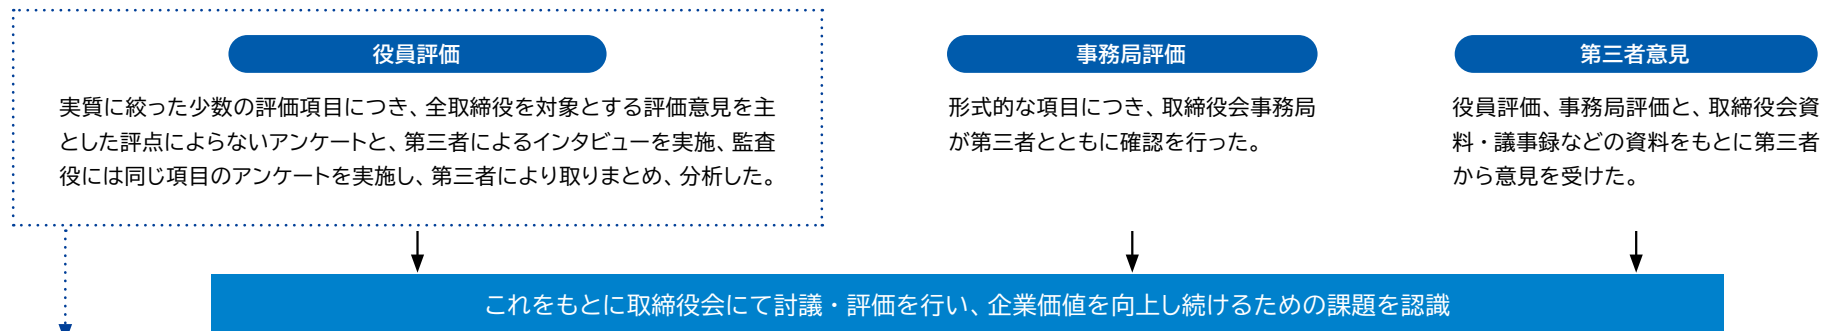 役員評価
実質に絞った少数の評価項目につき、全取締役を対象とする評価意見を主
とした評点によらないアンケートと、第三者によるインタビューを実施、監査
役には同じ項目のアンケートを実施し、第三者により取りまとめ、分析した。
事務局評価
形式的な項目につき、取締役会事務局
が第三者とともに確認を行った。
第三者意見
役員評価、事務局評価と、取締役会資
料・議事録などの資料をもとに第三者
から意見を受けた。
これをもとに取締役会にて討議・評価を行い、企業価値を向上し続けるための課題を認識